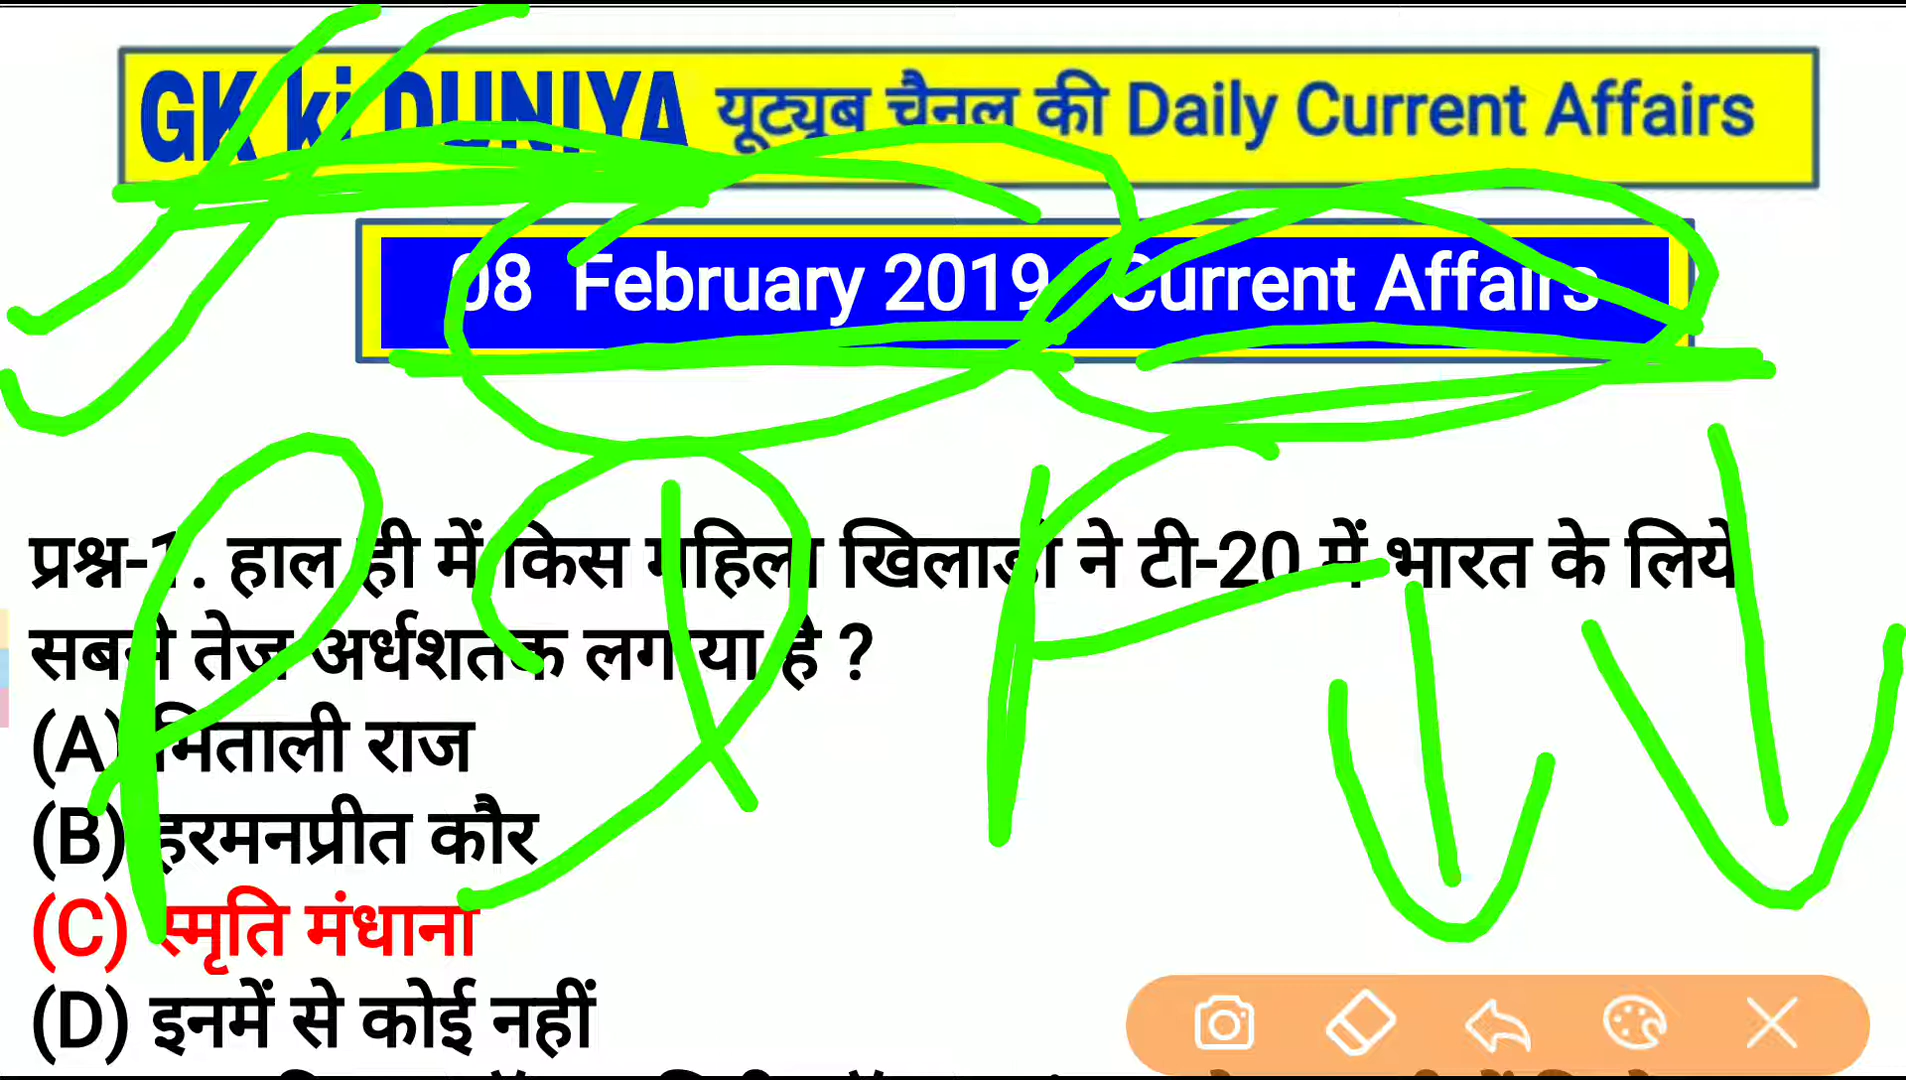 GK ki DUNIYA यूट्यूब चैनल की Daily Current Affairs
08 February 2019 Current Affairs
प्रश्न-1. हाल ही में किस महिला खिलाडी ने टी-20 में भारत के लिये
सबसे तेज अर्धशतक लगाया है ?
(A) मिताली राज
(B) हरमनप्रीत कौर
(C) स्मृति मंधाना
(D) इनमें से कोई नहीं
PDF